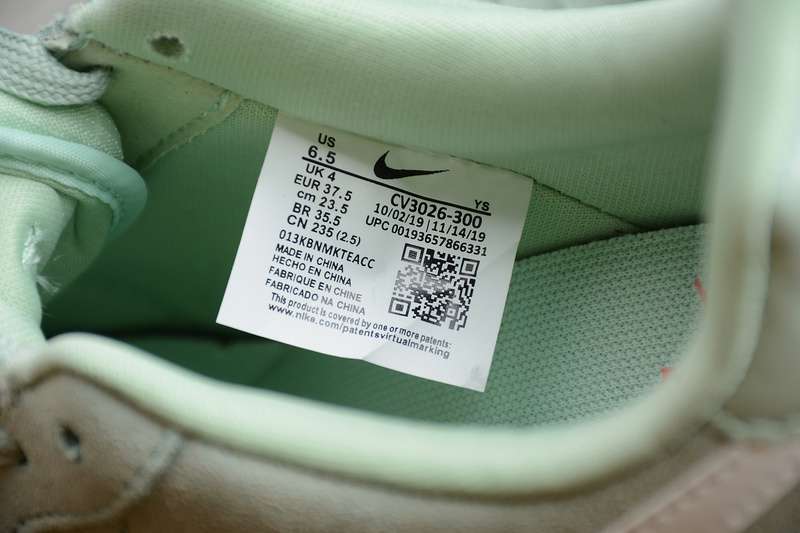 US
6.5
UK 4
EUR 37.5
cm 23.5
BR 35.5
CN 235 (2.5)
YS
CV3026-300
10/02/19 | 11/14/19
UPC 00193657866331
013KBNMKTEACC
MADE IN CHINA
HECHO EN CHINA
FABRIQUE EN CHINE
FABRICADO NA CHINA
This product is covered by one or more patents:
www.nike.com/patentsvirtualmarking